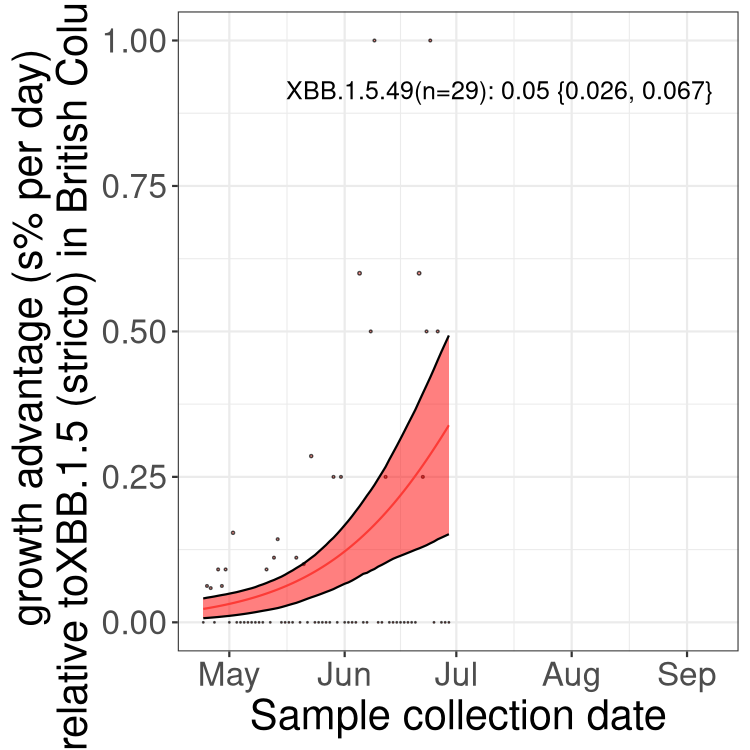 growth advantage (s% per day)
relative toXBB.1.5 (stricto) in British Colu
1.00
0.75
0.50
0.25
0.00
XBB.1.5.49(n=29): 0.05 {0.026, 0.067}
May Jun Jul Aug Sep
Sample collection date